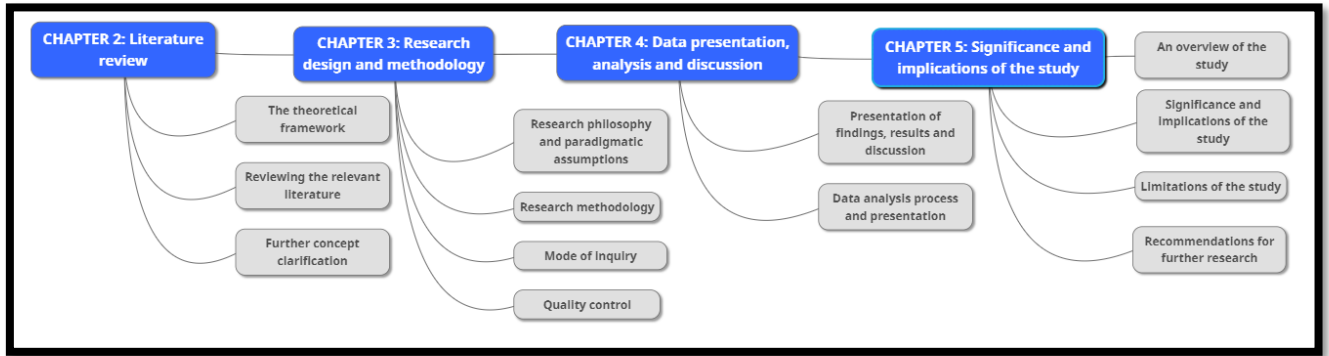 CHAPTER 2: Literature
review
The theoretical
framework
Reviewing the relevant
literature
Further concept
clarification
CHAPTER 3: Research
design and methodology
Research philosophy
and paradigmatic
assumptions
Research methodology
Mode of inquiry
Quality control
CHAPTER 4: Data presentation,
analysis and discussion
Presentation of
findings, results and
discussion
Data analysis process
and presentation
CHAPTER 5: Significance and
implications of the study
An overview of the
study
Significance and
implications of the
study
Limitations of the study
Recommendations for
further research